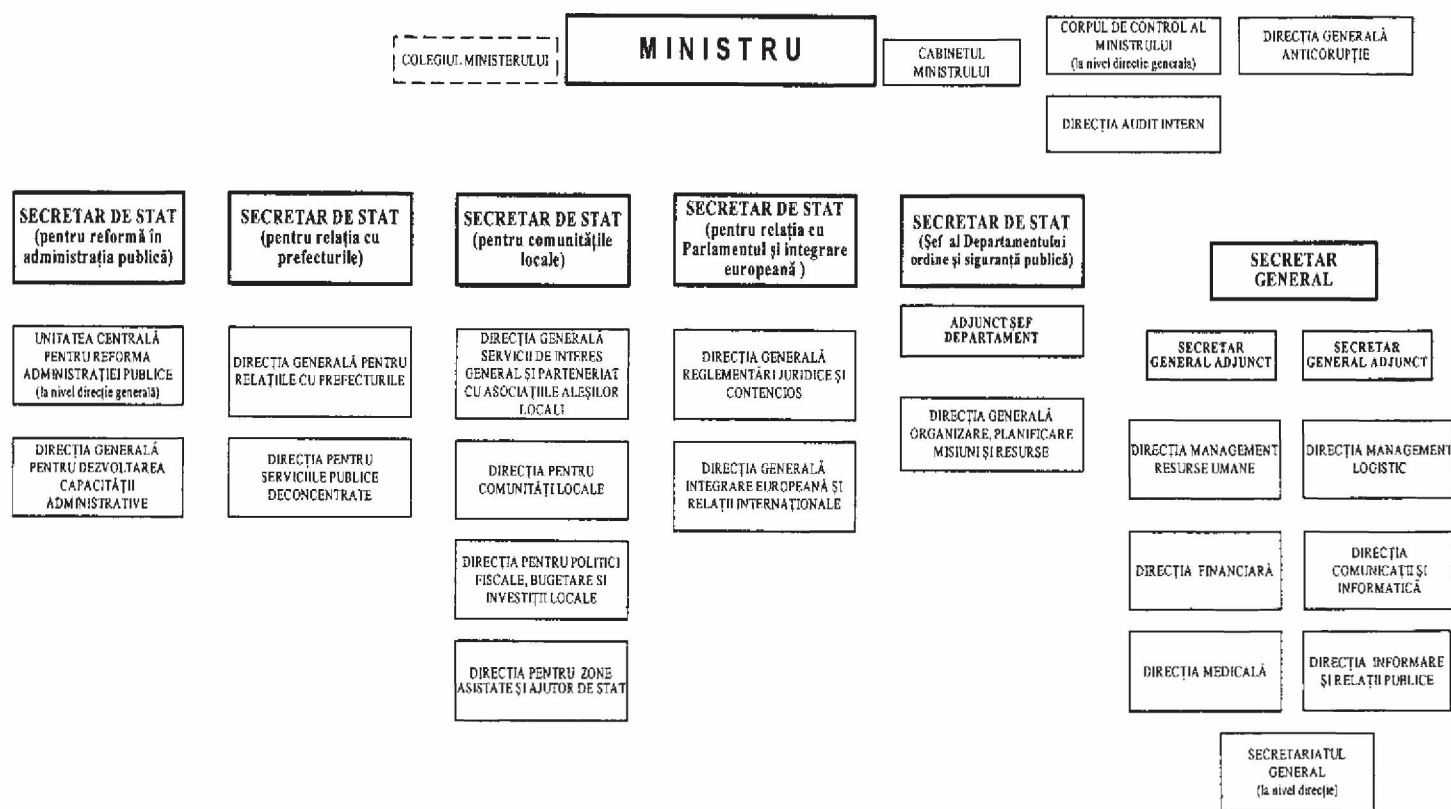 COLEGIUL MINISTERULUI
MINISTRU
CABINETUL
MINISTRULUI
CORPUL DE CONTROL AL
MINISTRULUI
(la nivel directie generala)
DIRECȚIA GENERALĂ
ANTICORUPȚIE
DIRECȚIA AUDIT INTERN
SECRETAR DE STAT
(pentru reformă în
administrația publică)
UNITATEA CENTRALĂ
PENTRU REFORMA
ADMINISTRAȚIEI PUBLICE
(la nivel direcție generală)
DIRECȚIA GENERALĂ
PENTRU DEZVOLTAREA
CAPACITĂȚII
ADMINISTRATIVE
SECRETAR DE STAT
(pentru relația cu
prefecturile)
DIRECȚIA GENERALĂ PENTRU
RELAȚIILE CU PREFECTURILE
DIRECȚIA PENTRU
SERVICIILE PUBLICE
DECONCENTRATE
SECRETAR DE STAT
(pentru comunitățile
locale)
DIRECȚIA GENERALĂ
SERVICII DE INTERES
GENERAL ȘI PARTENERIAT
CU ASOCIAȚIILE ALEȘILOR
LOCALI
DIRECȚIA PENTRU
COMUNITĂȚI LOCALE
DIRECȚIA PENTRU POLITICI
FISCALE, BUGETARE SI
INVESTIȚII LOCALE
DIRECTIA PENTRU ZONE
ASISTATE ȘI AJUTOR DE STAT
SECRETAR DE STAT
(pentru relația cu
Parlamentul și integrare
europeană )
DIRECȚIA GENERALĂ
REGLEMENTĂRI JURIDICE ȘI
CONTENCIOS
DIRECȚIA GENERALĂ
INTEGRARE EUROPEANĂ ȘI
RELAȚII INTERNAȚIONALE
SECRETAR DE STAT
(Șef al Departamentului
ordine și siguranță publică)
ADJUNCT ȘEF
DEPARTAMENT
DIRECȚIA GENERALĂ
ORGANIZARE, PLANIFICARE
MISIUNI ȘI RESURSE
SECRETAR
GENERAL
SECRETAR
GENERAL ADJUNCT
SECRETAR
GENERAL ADJUNCT
DIRECȚIA MANAGEMENT
RESURSE UMANE
DIRECȚIA MANAGEMENT
LOGISTIC
DIRECȚIA FINANCIARĂ
DIRECȚIA
COMUNICAȚII ȘI
INFORMATICĂ
DIRECȚIA MEDICALĂ
DIRECȚIA INFORMARE
ȘI RELAȚII PUBLICE
SECRETARIATUL
GENERAL
(la nivel direcție)